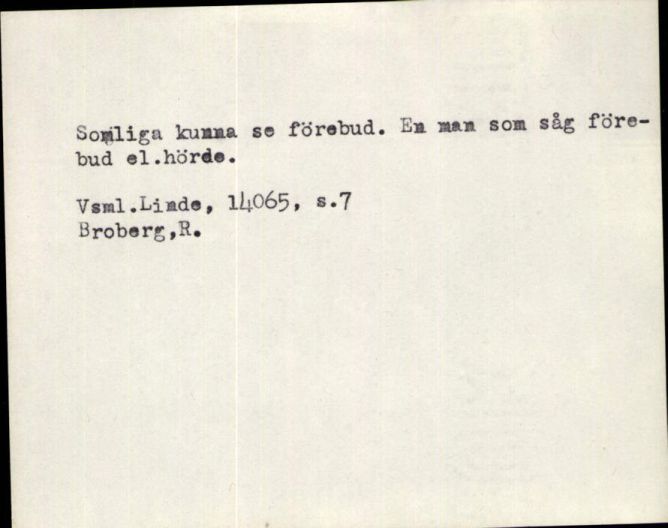 Somliga kunna se förebud. En man som såg före-
bud el.hörde.
Vsml.Linde, 14065, s.7
Broberg,R.